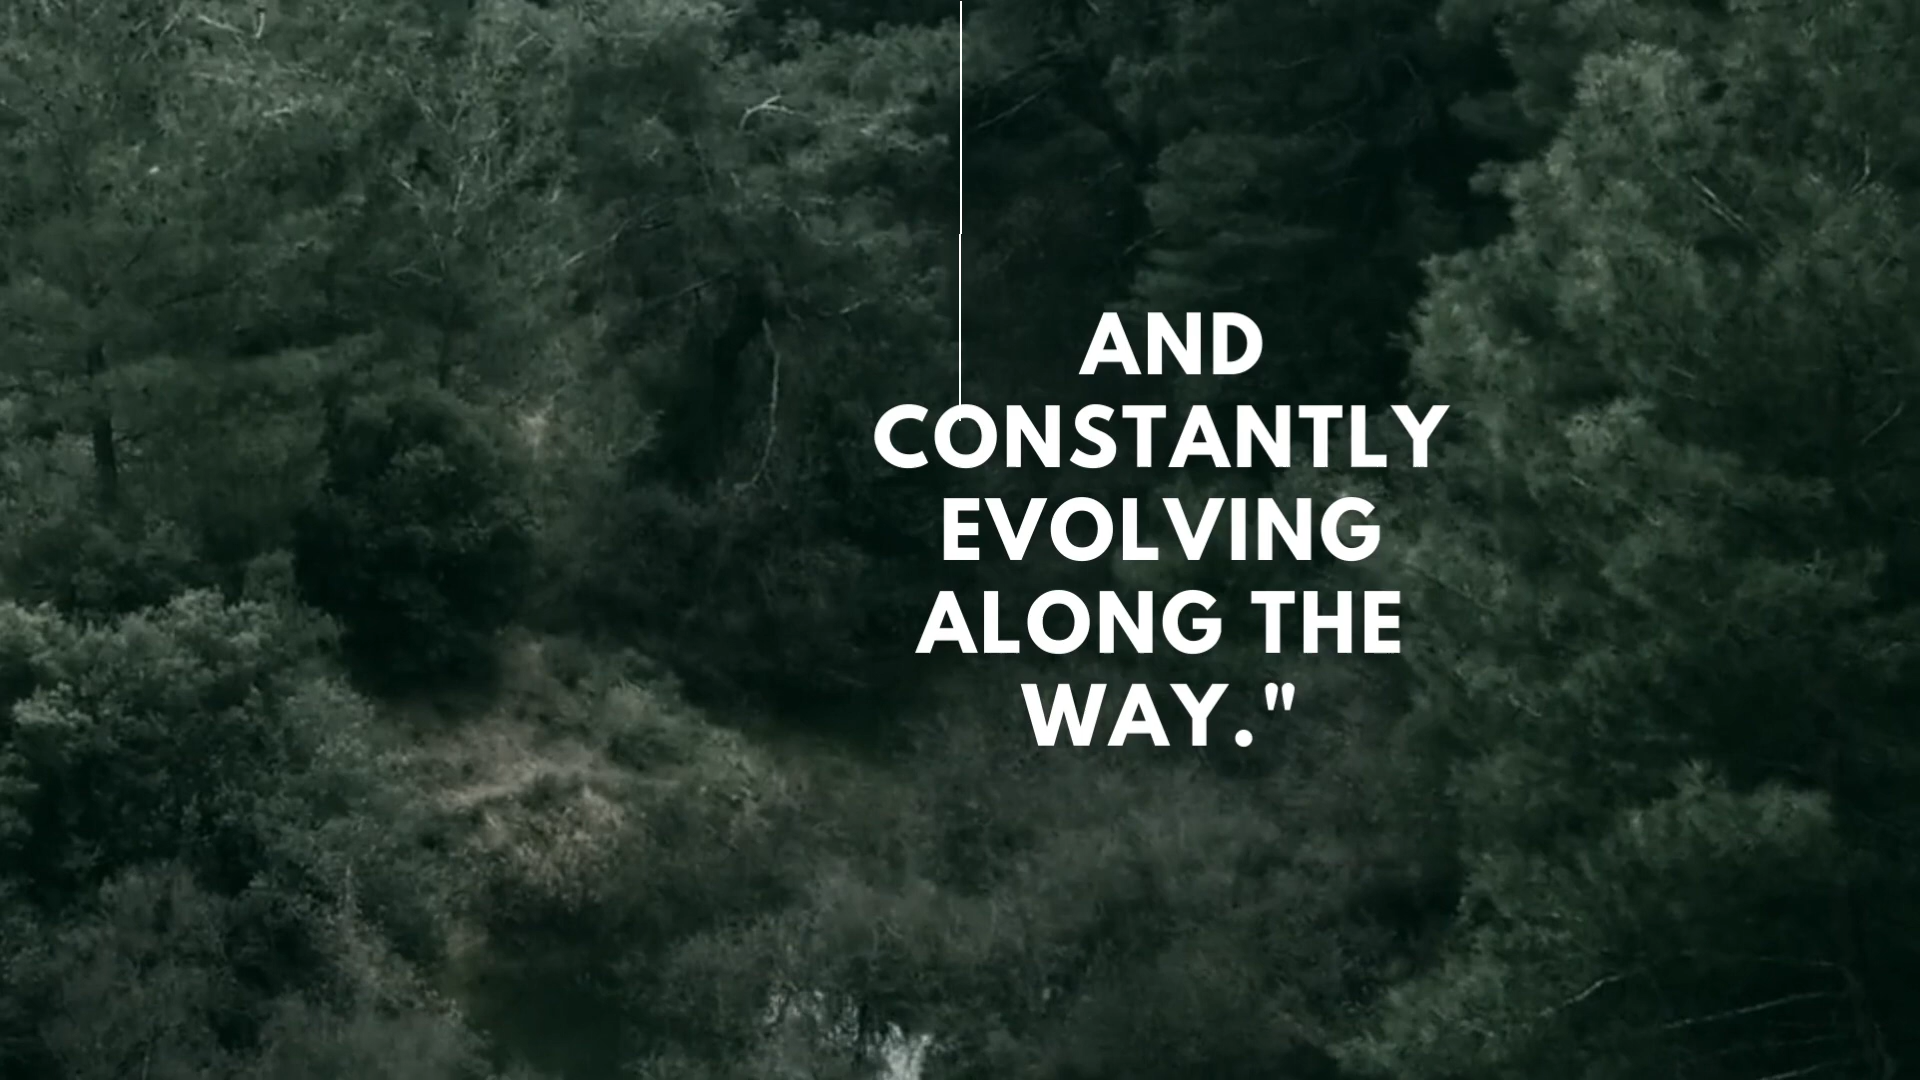 AND
CONSTANTLY
EVOLVING
ALONG THE
WAY."